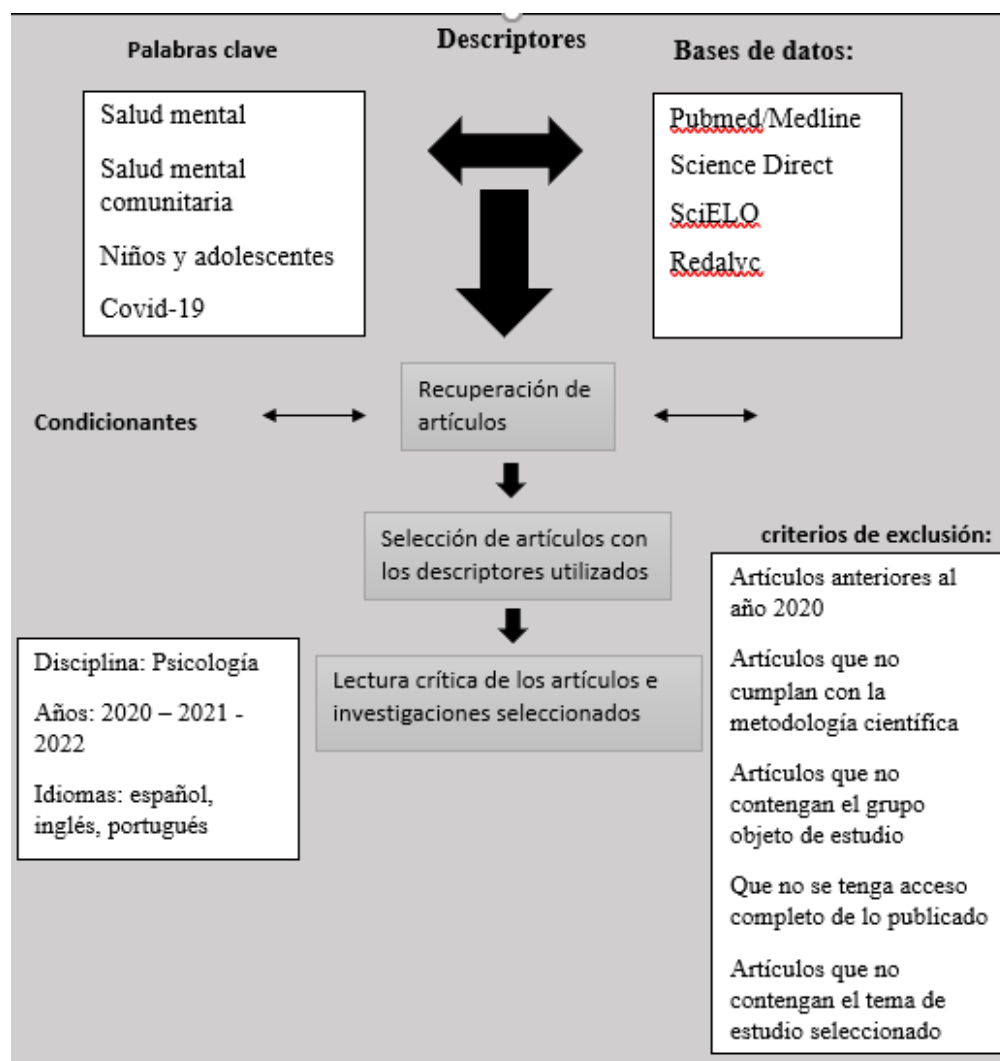 Descriptores
Palabras clave
Bases de datos:
Salud mental
Salud mental
comunitaria
Niños y adolescentes
Covid-19
Pubmed/Medline
Science Direct
SciELO
Redalyc
Recuperación de
artículos
Condicionantes
Selección de artículos con
los descriptores utilizados
criterios de exclusión:
Artículos anteriores al
año 2020
Artículos que no
cumplan con la
metodología científica
Artículos que no
contengan el grupo
objeto de estudio
Que no se tenga acceso
completo de lo publicado
Artículos que no
contengan el tema de
estudio seleccionado
Disciplina: Psicología
Años: 2020 – 2021 -
2022
Idiomas: español,
inglés, portugués
Lectura crítica de los artículos e
investigaciones seleccionados